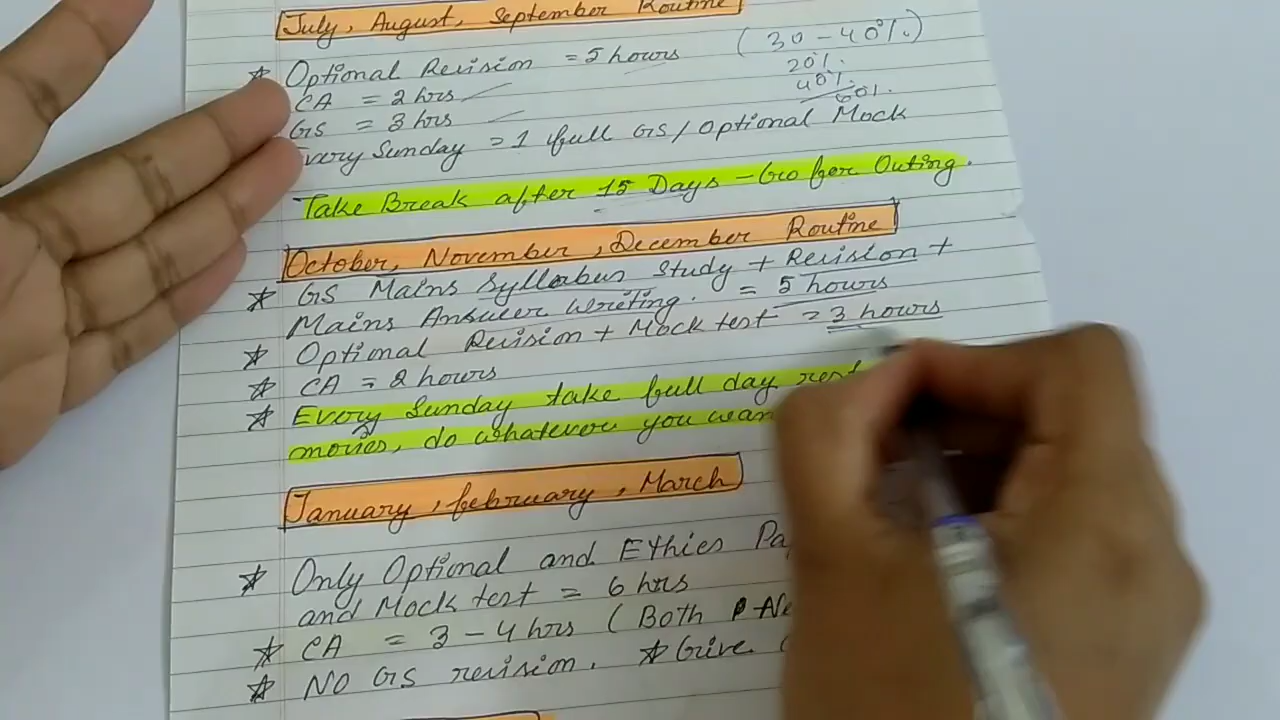 July, August, September Routine
* Optional Revision = 5 hours (30-40%)
20%.
CA = 2 hrs
40%.
60%.
GS = 3 hrs
Every Sunday = 1 full GS/Optional Mock
Take Break after 15 Days - Go for Outing.
October, November, December Routine
* GS Mains Syllabus Study + Revision +
Mains Answer Writing. = 5 hours
* Optional Revision + Mock test = 3 hours
* CA = 2 hours
* Every Sunday take full day rest
movies, do whatever you
January, february, March
* Only Optional and Ethics
and Mock test = 6 hrs
* CA = 3-4 hrs (Both
* NO GS revision. * Give